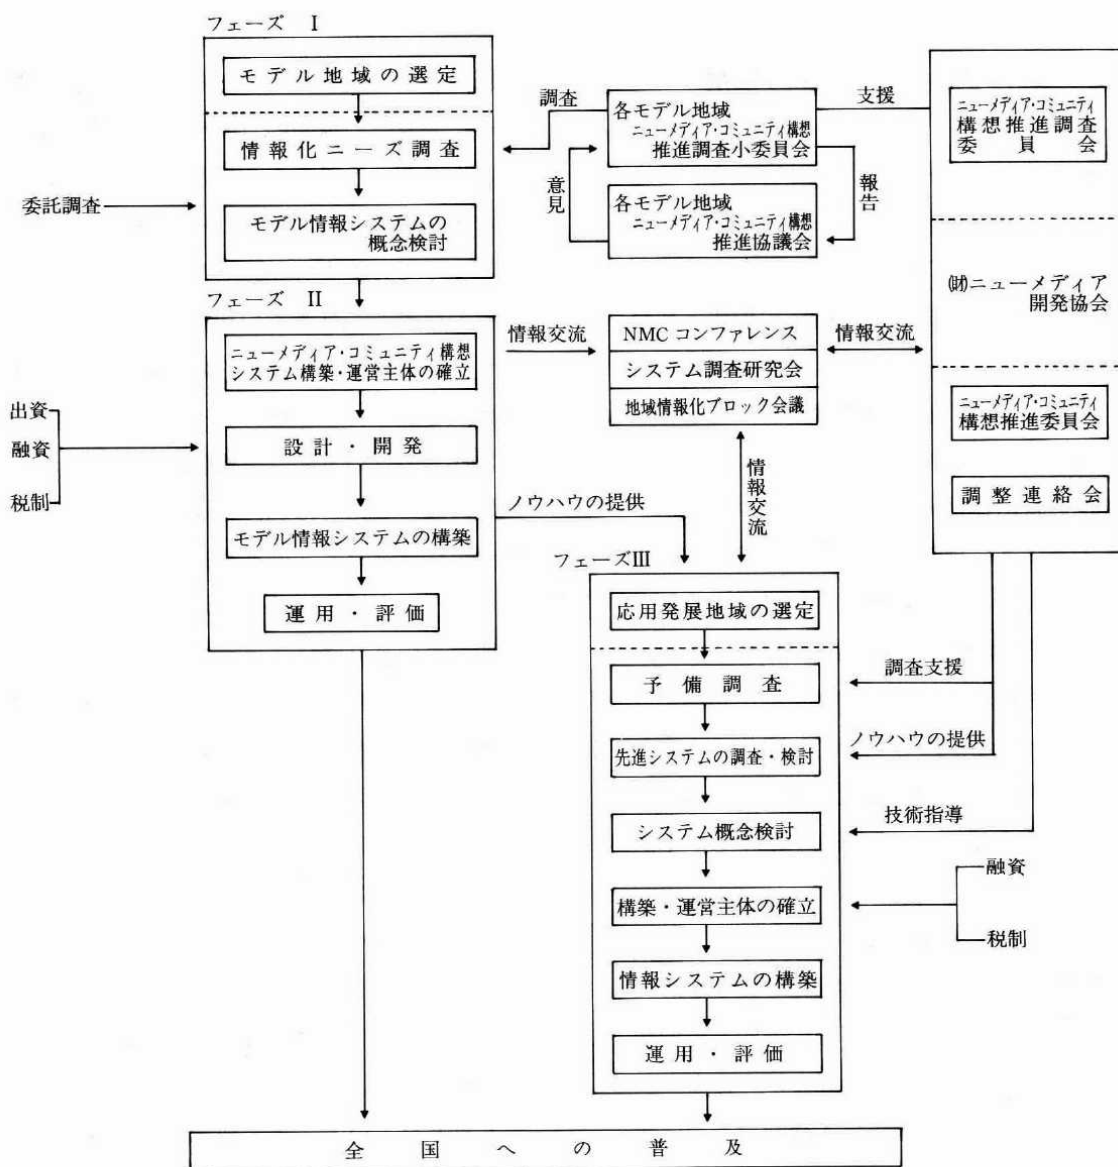 フェーズ Ⅰ
モデル地域の選定
情報化ニーズ調査
モデル情報システムの
概念検討
委託調査
調査
各モデル地域
ニューメディア・コミュニティ構想
推進調査小委員会
支援
意見
報告
各モデル地域
ニューメディア・コミュニティ構想
推進協議会
ニューメディア・コミュニティ
構想推進調査
委員会
㈶ニューメディア
開発協会
ニューメディア・コミュニティ
構想推進委員会
調整連絡会
フェーズ Ⅱ
ニューメディア・コミュニティ構想
システム構築・運営主体の確立
設計・開発
モデル情報システムの構築
運用・評価
出資
融資
税制
情報交流
NMCコンファレンス
システム調査研究会
地域情報化ブロック会議
情報交流
情報交流
ノウハウの提供
フェーズⅢ
応用発展地域の選定
予備調査
先進システムの調査・検討
システム概念検討
構築・運営主体の確立
情報システムの構築
運用・評価
調査支援
ノウハウの提供
技術指導
融資
税制
全国への普及